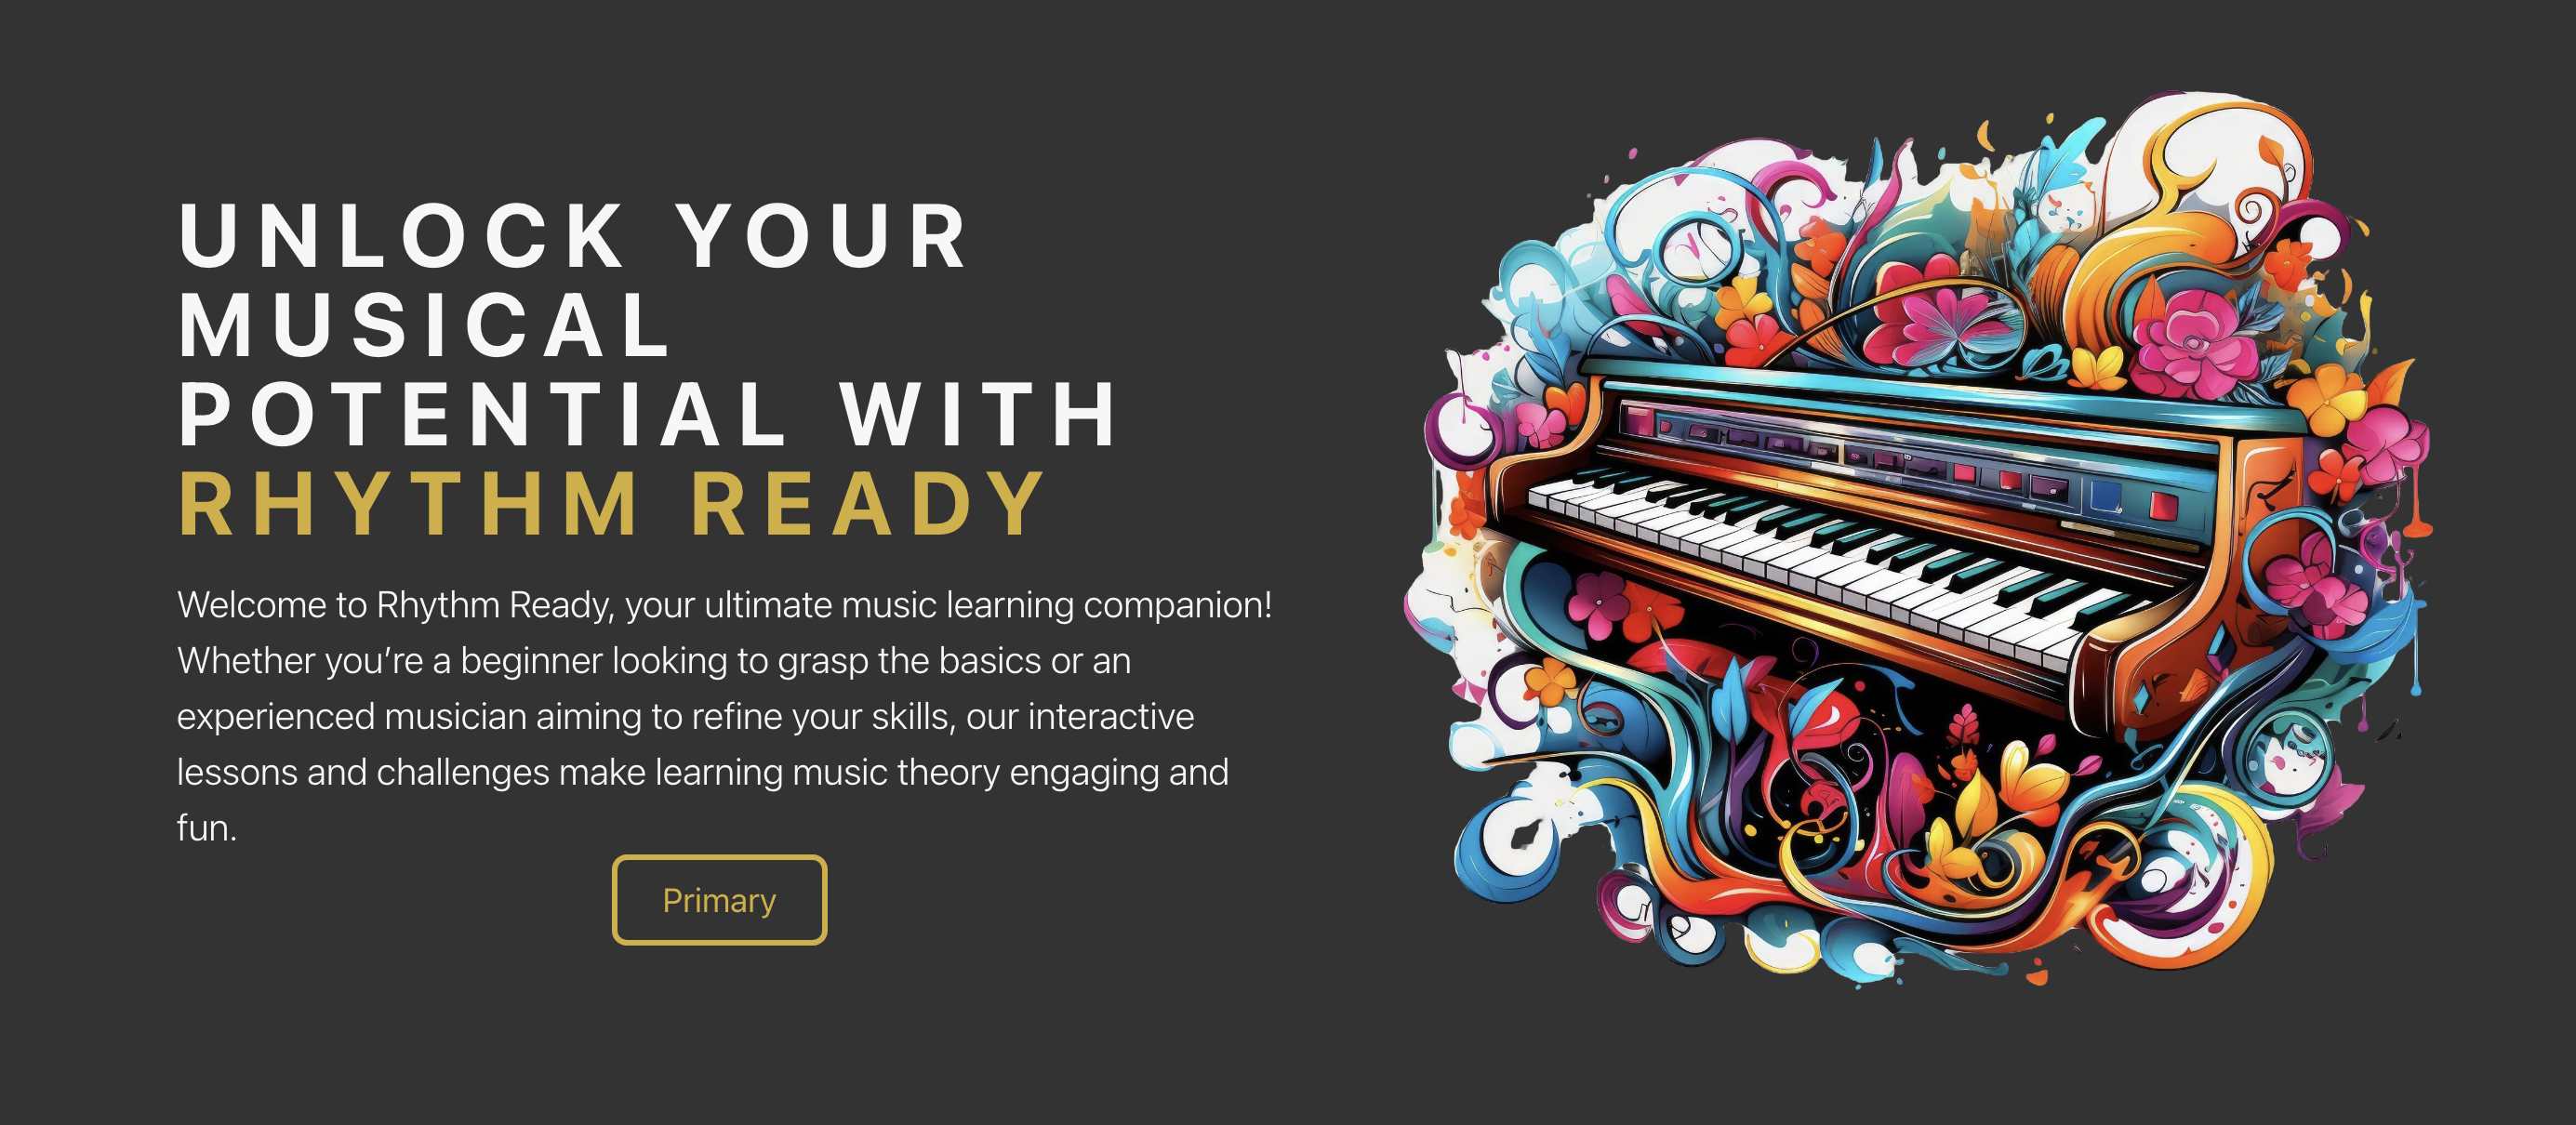 UNLOCK YOUR
MUSICAL
POTENTIAL WITH
RHYTHM READY
Welcome to Rhythm Ready, your ultimate music learning companion!
Whether you’re a beginner looking to grasp the basics or an
experienced musician aiming to refine your skills, our interactive
lessons and challenges make learning music theory engaging and
fun.
Primary